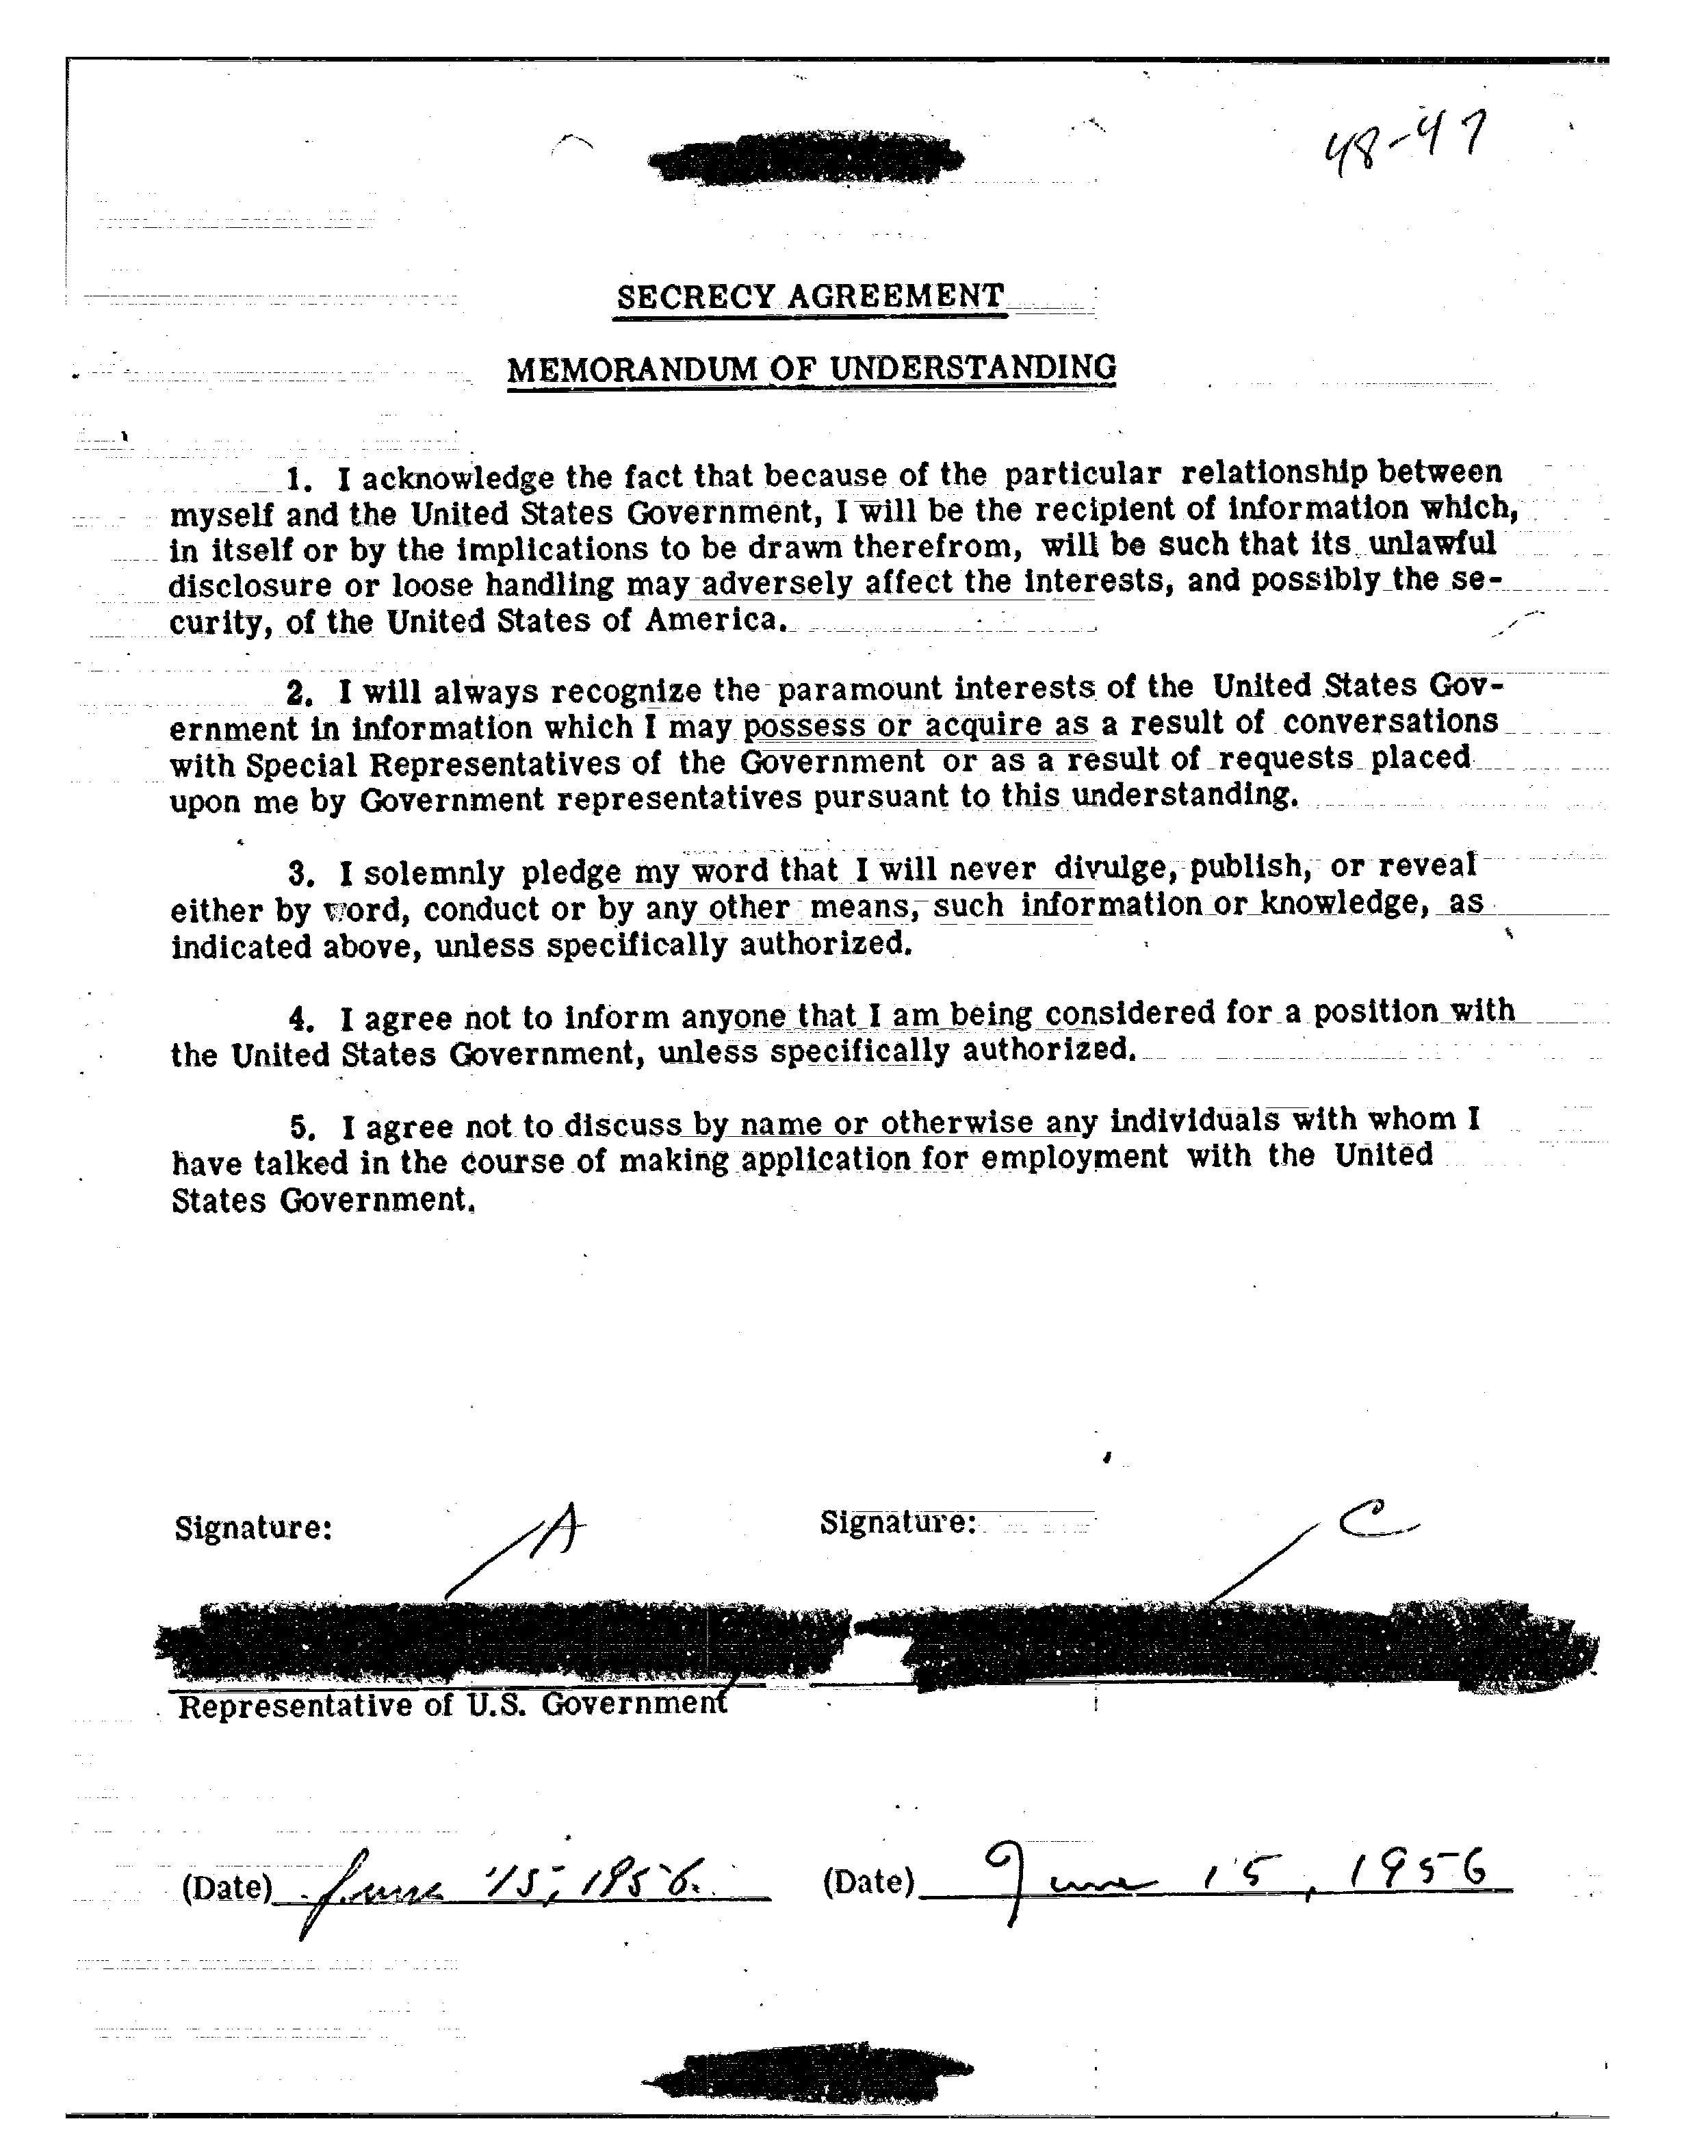 48-47
SECRECY AGREEMENT
MEMORANDUM OF UNDERSTANDING
1. I acknowledge the fact that because of the particular relationship between
myself and the United States Government, I will be the recipient of information which,
in itself or by the implications to be drawn therefrom, will be such that its unlawful
disclosure or loose handling may adversely affect the interests, and possibly the se-
curity, of the United States of America.
2. I will always recognize the paramount interests of the United States Gov-
ernment in information which I may possess or acquire as a result of conversations
with Special Representatives of the Government or as a result of requests placed
upon me by Government representatives pursuant to this understanding.
3. I solemnly pledge my word that I will never divulge, publish, or reveal
either by word, conduct or by any other means, such information or knowledge, as
indicated above, unless specifically authorized.
4. I agree not to inform anyone that I am being considered for a position with
the United States Government, unless specifically authorized.
5. I agree not to discuss by name or otherwise any individuals with whom I
have talked in the course of making application for employment with the United
States Government.
Signature: A Signature: C
Representative of U.S. Government
(Date) June 15, 1956. (Date) June 15, 1956